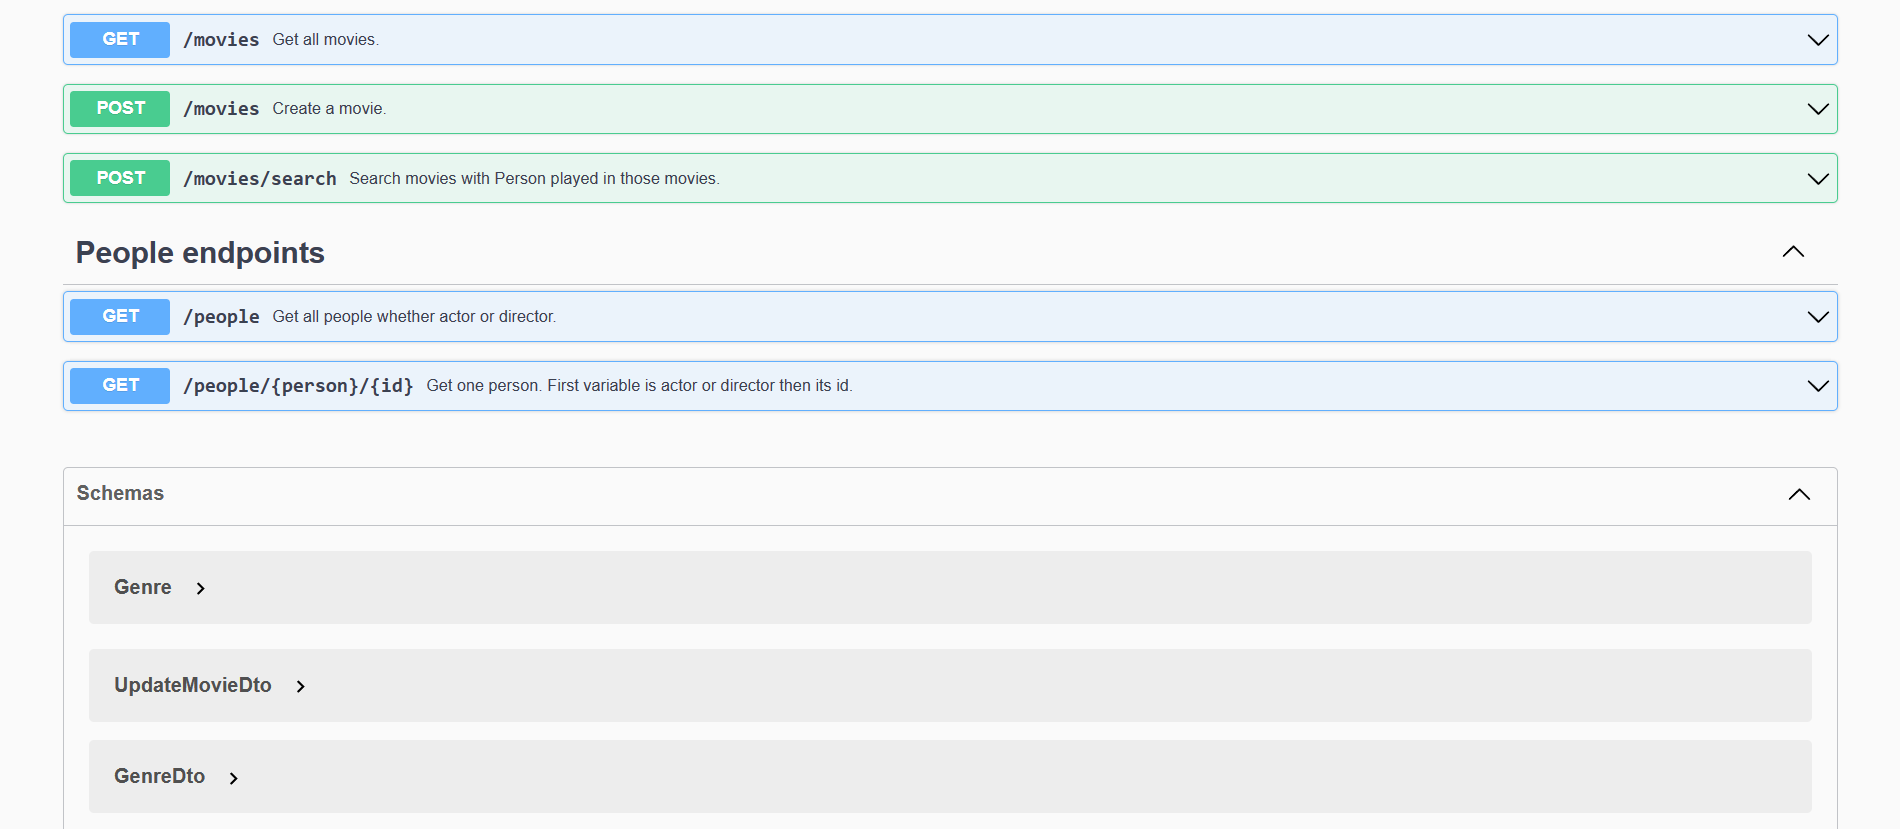 GET /movies Get all movies.
POST /movies Create a movie.
POST /movies/search Search movies with Person played in those movies.
People endpoints
GET /people Get all people whether actor or director.
GET /people/{person}/{id} Get one person. First variable is actor or director then its id.
Schemas
Genre
UpdateMovieDto
GenreDto